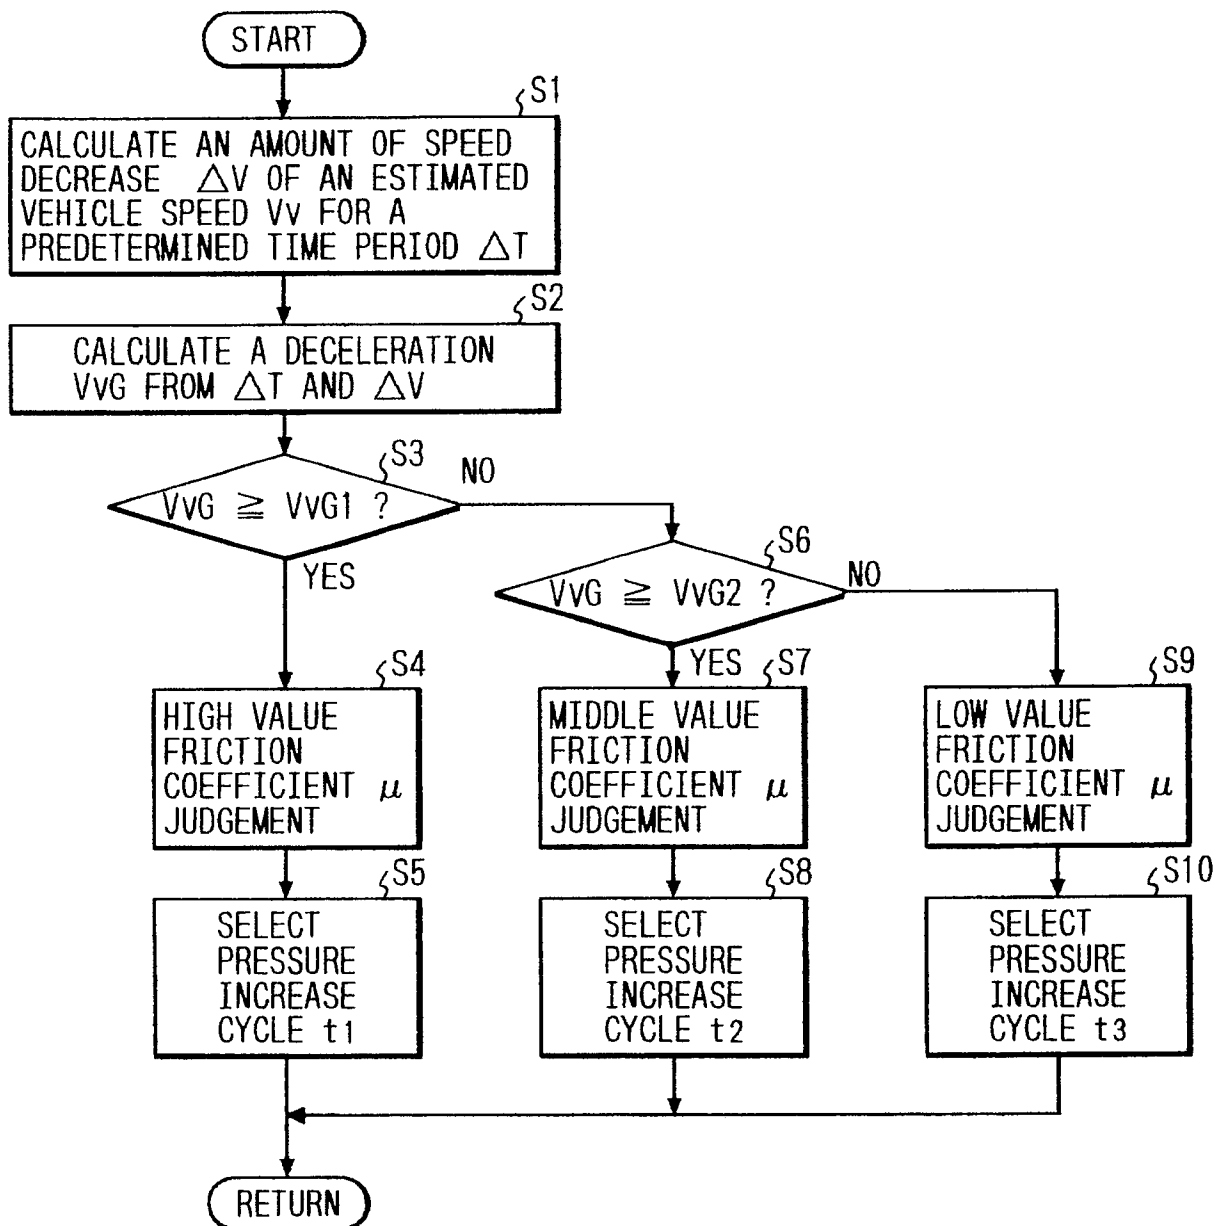 START
S1
CALCULATE AN AMOUNT OF SPEED
DECREASE △V OF AN ESTIMATED
VEHICLE SPEED Vv FOR A
PREDETERMINED TIME PERIOD △T
S2
CALCULATE A DECELERATION
VvG FROM △T AND △V
S3
VvG ≧ VvG1 ?
NO
YES
S6
VvG ≧ VvG2 ?
NO
YES
S4
HIGH VALUE
FRICTION
COEFFICIENT μ
JUDGEMENT
S7
MIDDLE VALUE
FRICTION
COEFFICIENT μ
JUDGEMENT
S9
LOW VALUE
FRICTION
COEFFICIENT μ
JUDGEMENT
S5
SELECT
PRESSURE
INCREASE
CYCLE t1
S8
SELECT
PRESSURE
INCREASE
CYCLE t2
S10
SELECT
PRESSURE
INCREASE
CYCLE t3
RETURN